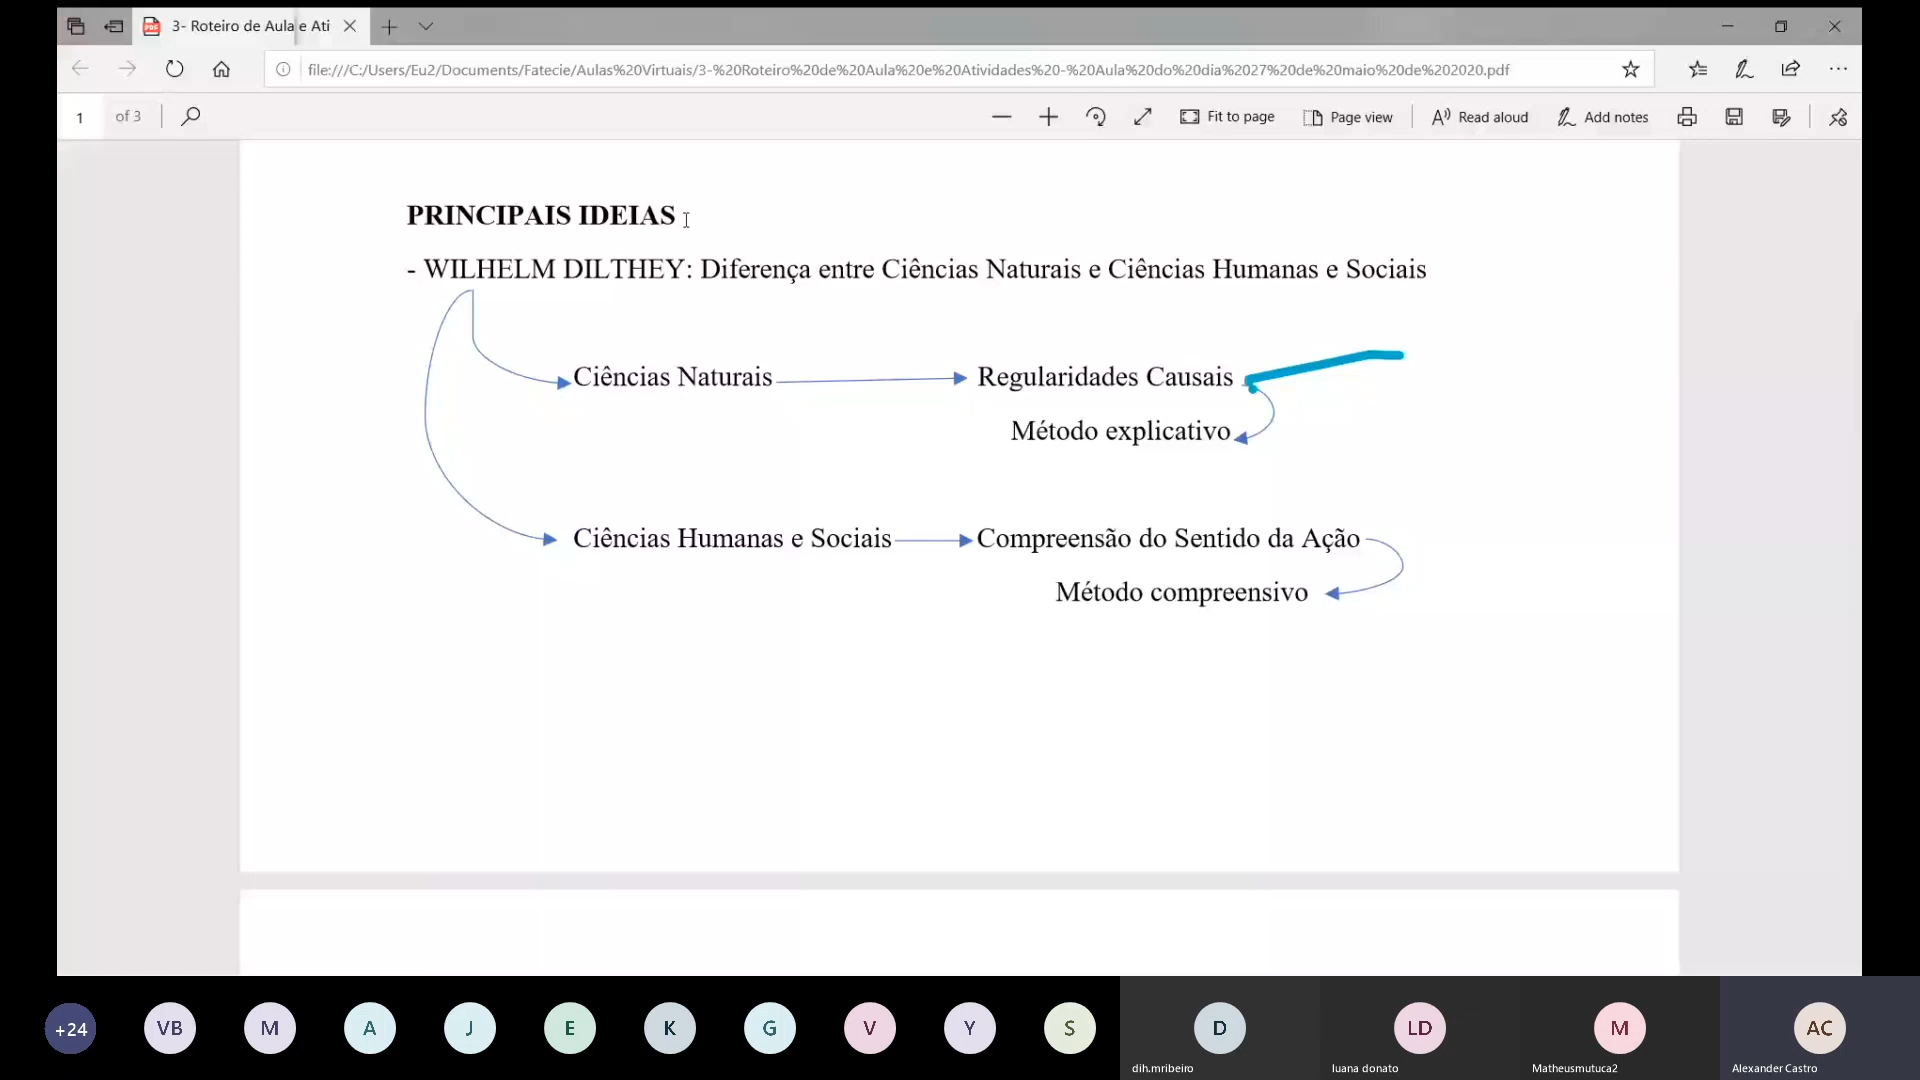 3- Roteiro de Aula e Ati
file:///C:/Users/Eu2/Documents/Fatecie/Aulas%20Virtuais/3-%20Roteiro%20de%20Aula%20e%20Atividades%20-%20Aula%20do%20dia%2027%20de%20maio%20de%202020.pdf
1 of 3 Fit to page Page view Read aloud Add notes
PRINCIPAIS IDEIAS
- WILHELM DILTHEY: Diferença entre Ciências Naturais e Ciências Humanas e Sociais
Ciências Naturais Regularidades Causais
Método explicativo
Ciências Humanas e Sociais Compreensão do Sentido da Ação
Método compreensivo
+24 VB M A J E K G V Y S D LD M AC
dih.mribeiro luana donato Matheusmutuca2 Alexander Castro